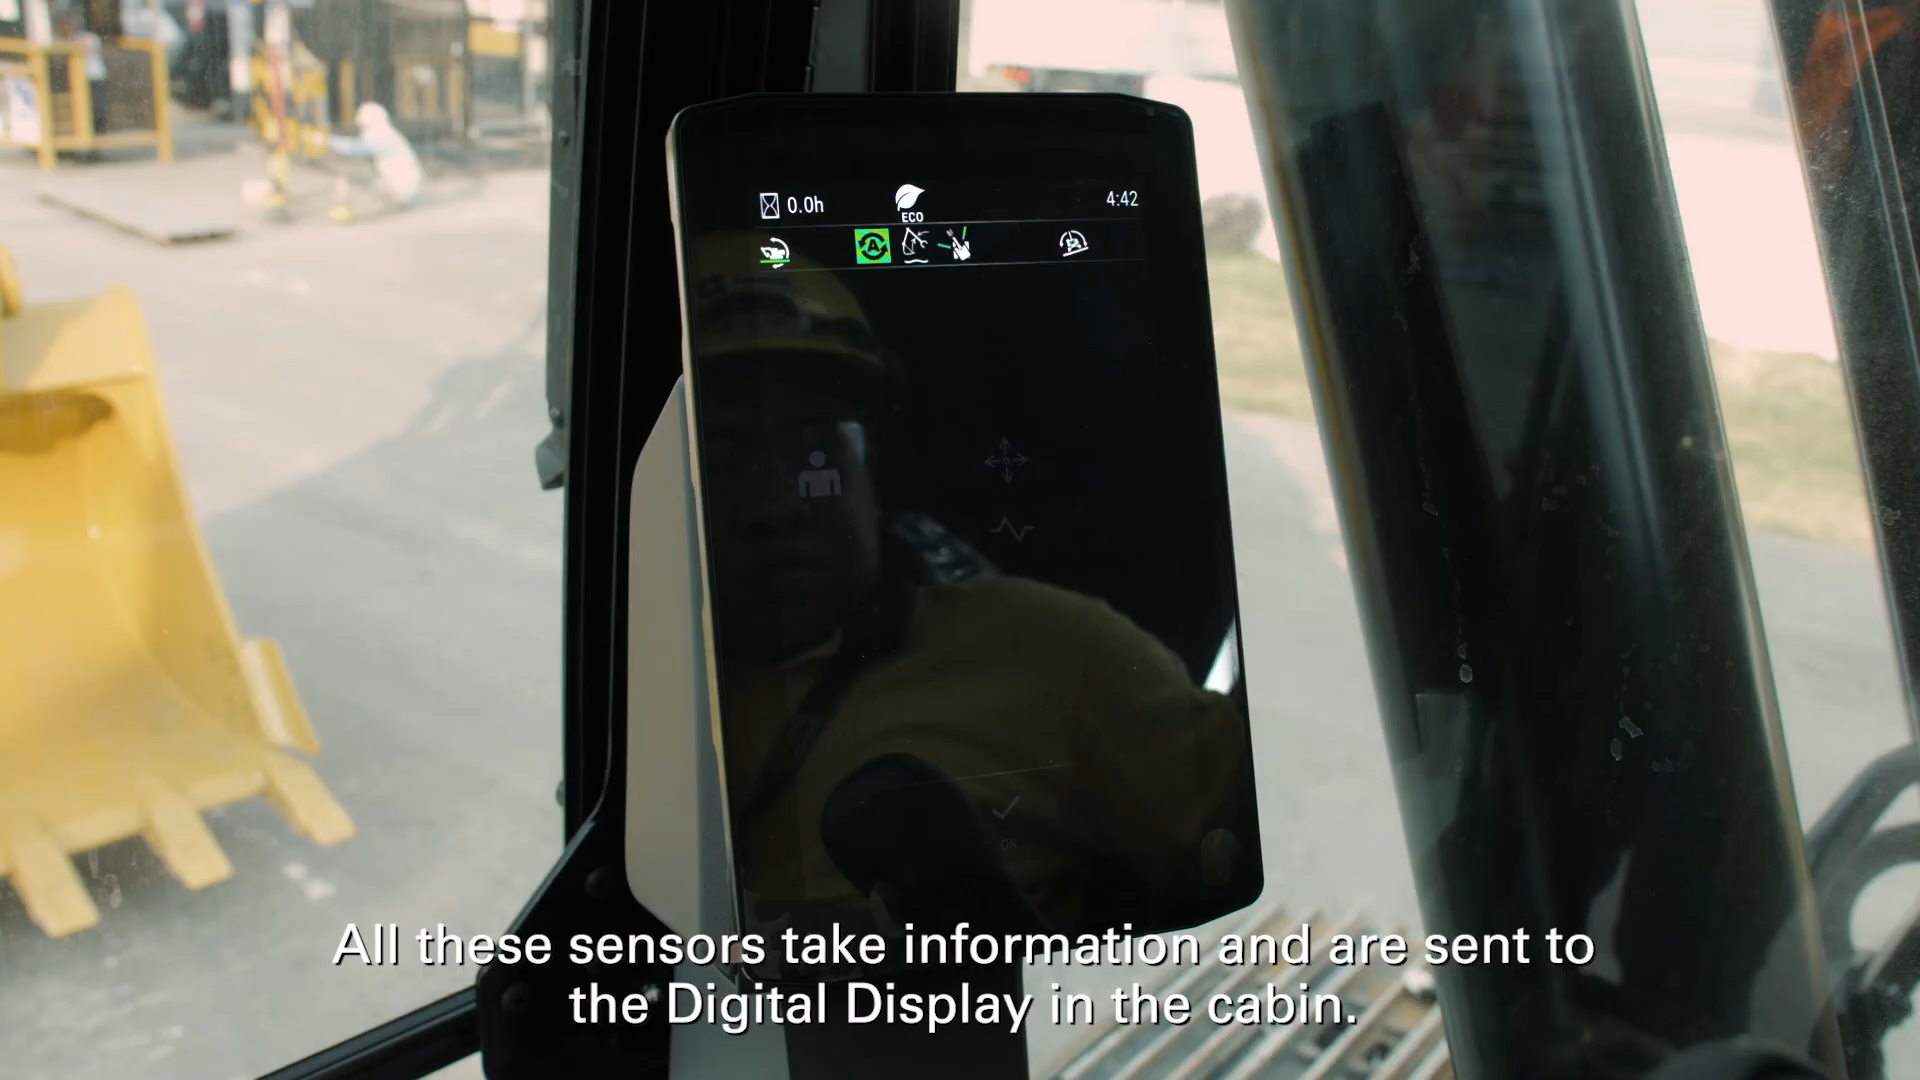 0.0h
ECO
4:42
A
OK
All these sensors take information and are sent to
the Digital Display in the cabin.